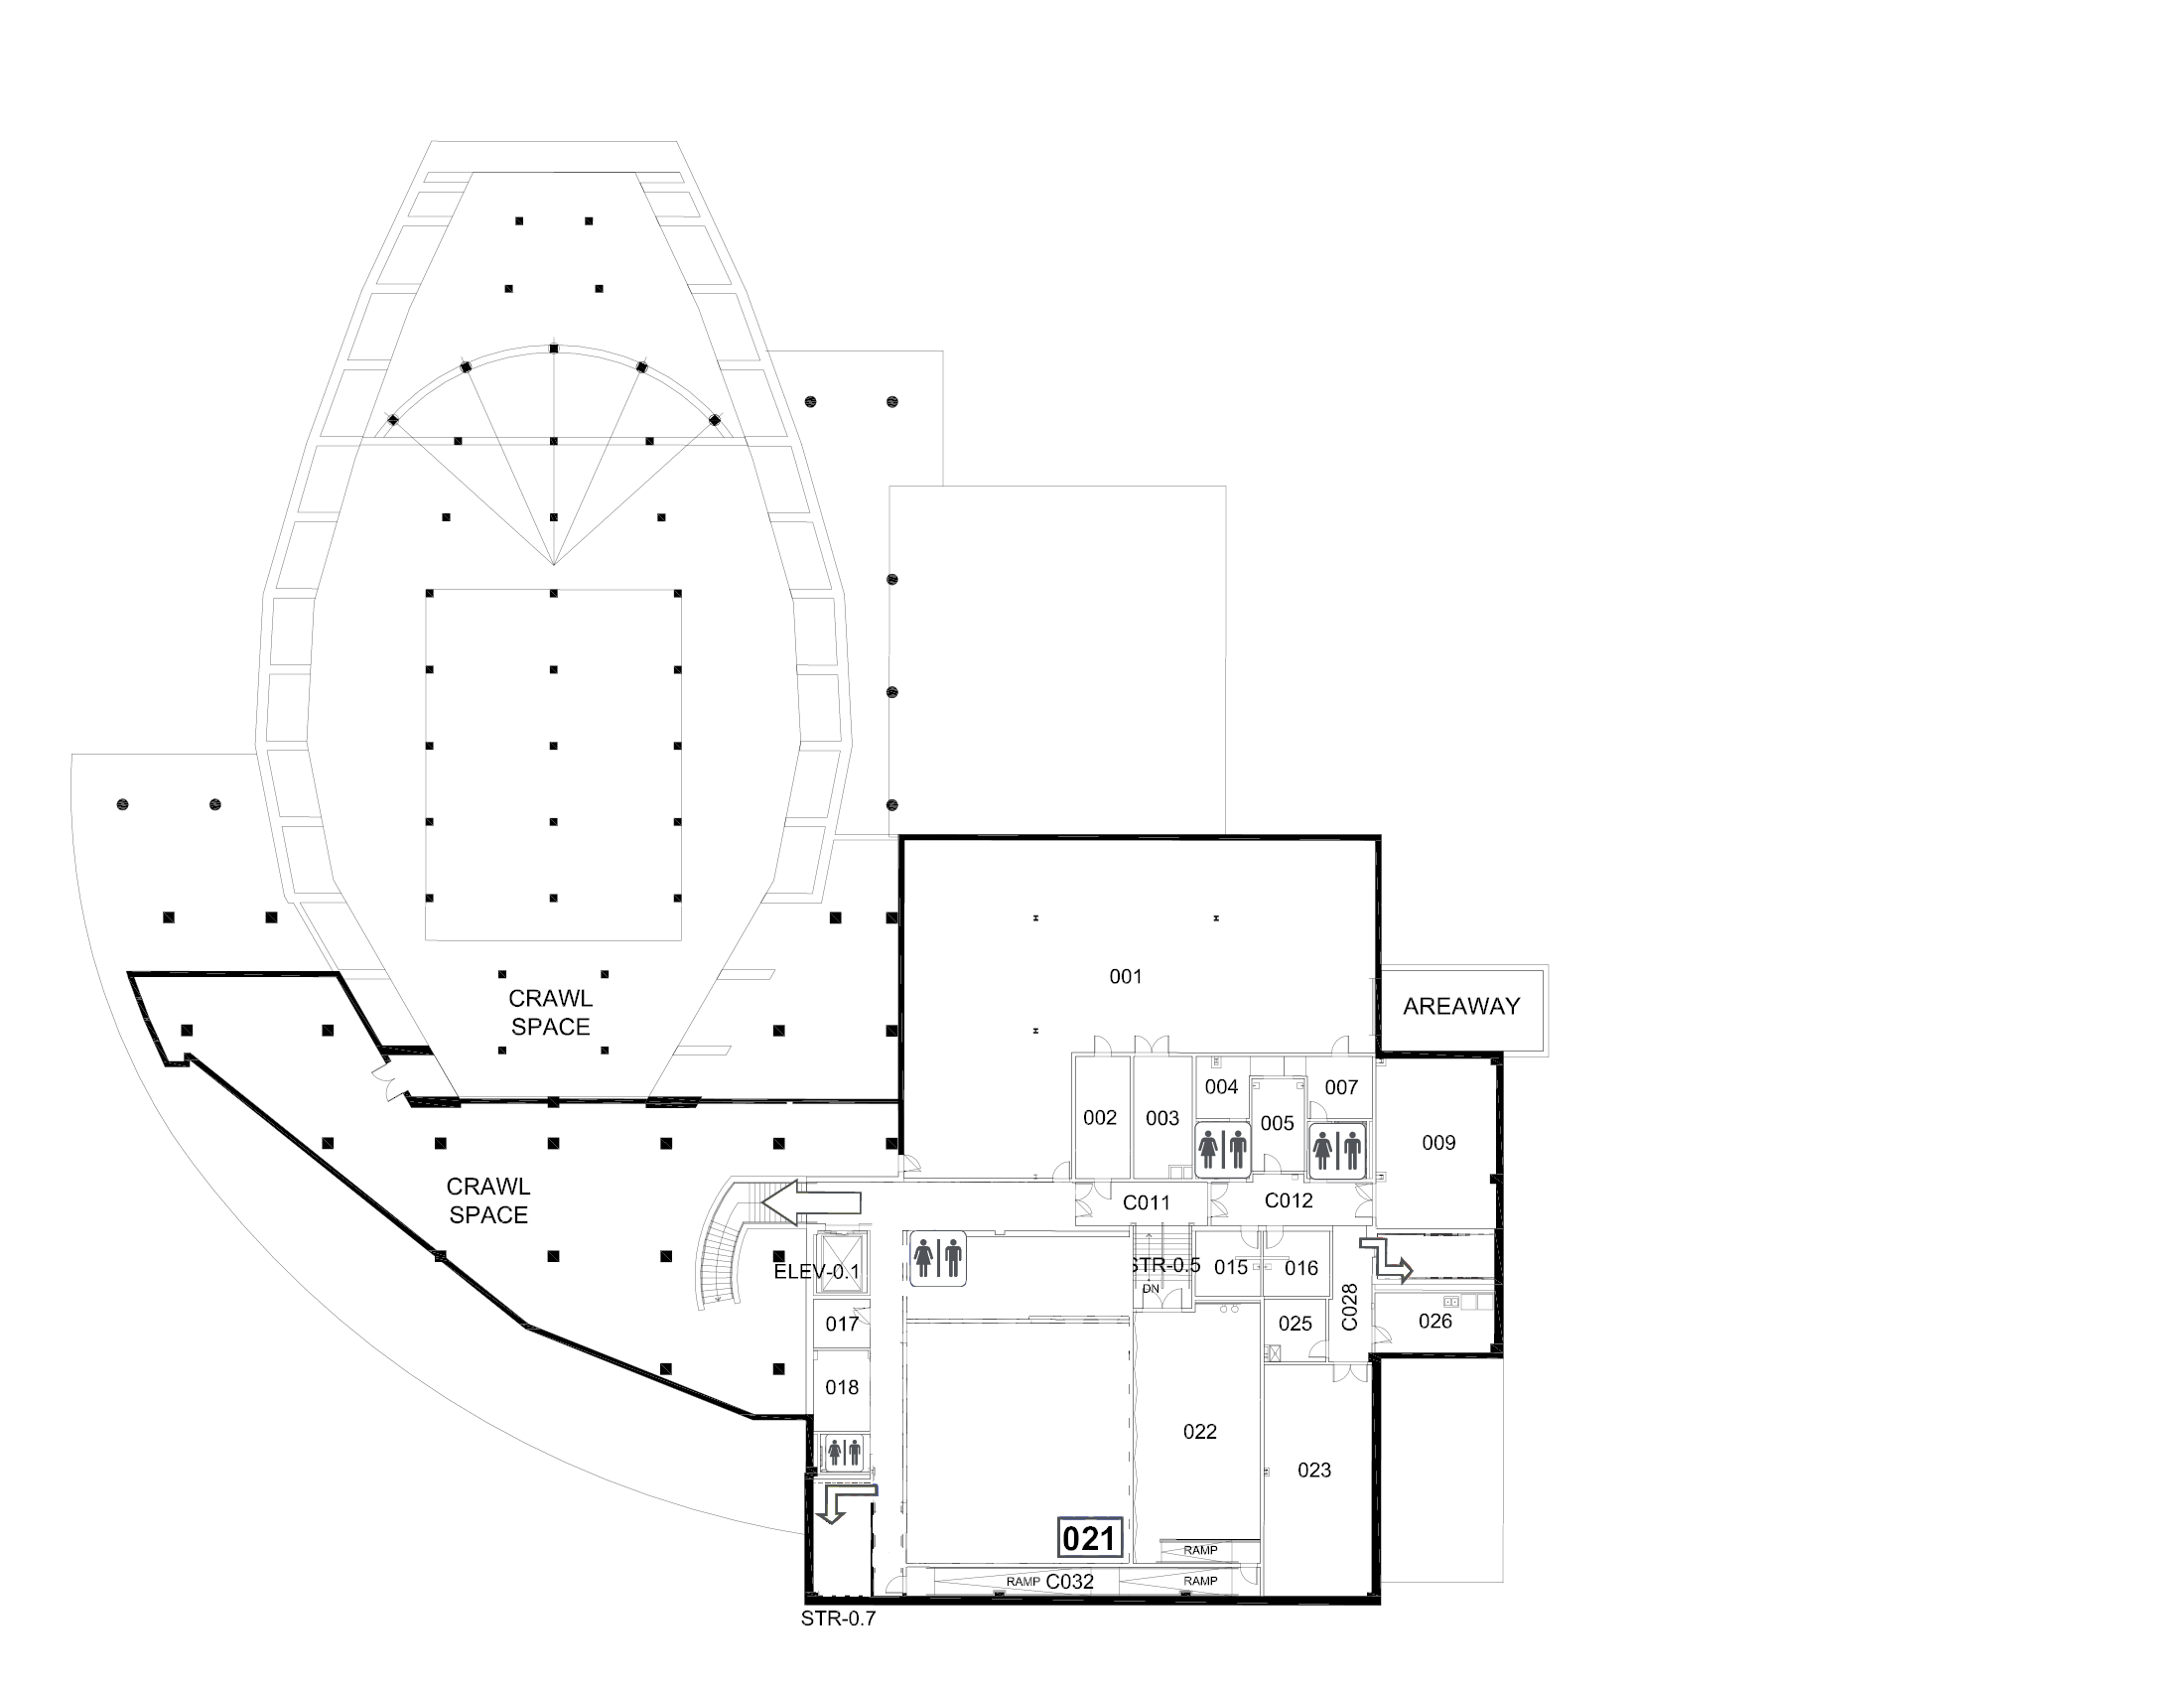 CRAWL
SPACE
001
AREAWAY
004
007
002
003
005
009
CRAWL
SPACE
C011
C012
ELEV-0.1
STR-0.5
015
016
DN
C028
017
025
026
018
022
023
021
RAMP
RAMP C032
RAMP
STR-0.7